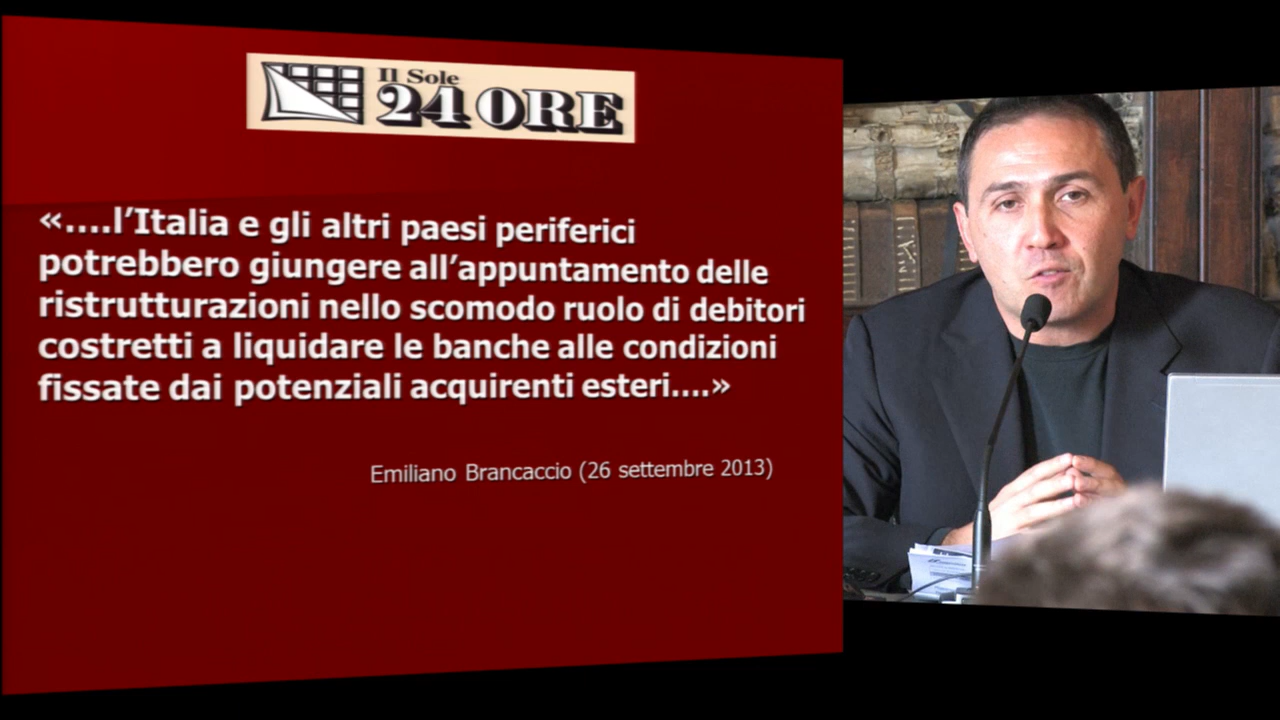 Il Sole
24 ORE
«....l'Italia e gli altri paesi periferici
potrebbero giungere all'appuntamento delle
ristrutturazioni nello scomodo ruolo di debitori
costretti a liquidare le banche alle condizioni
fissate dai potenziali acquirenti esteri....»
Emiliano Brancaccio (26 settembre 2013)